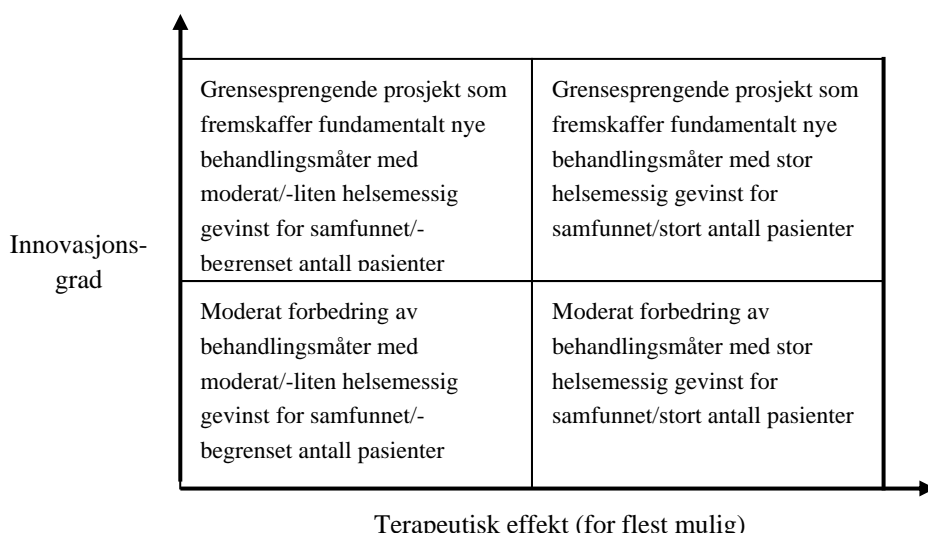 Grensesprengende prosjekt som
fremskaffer fundamentalt nye
behandlingsmåter med
moderat/-liten helsemessig
gevinst for samfunnet/-
begrenset antall pasienter
Grensesprengende prosjekt som
fremskaffer fundamentalt nye
behandlingsmåter med stor
helsemessig gevinst for
samfunnet/stort antall pasienter
Innovasjons-
grad
Moderat forbedring av
behandlingsmåter med
moderat/-liten helsemessig
gevinst for samfunnet/-
begrenset antall pasienter
Moderat forbedring av
behandlingsmåter med stor
helsemessig gevinst for
samfunnet/stort antall pasienter
Terapeutisk effekt (for flest mulig)